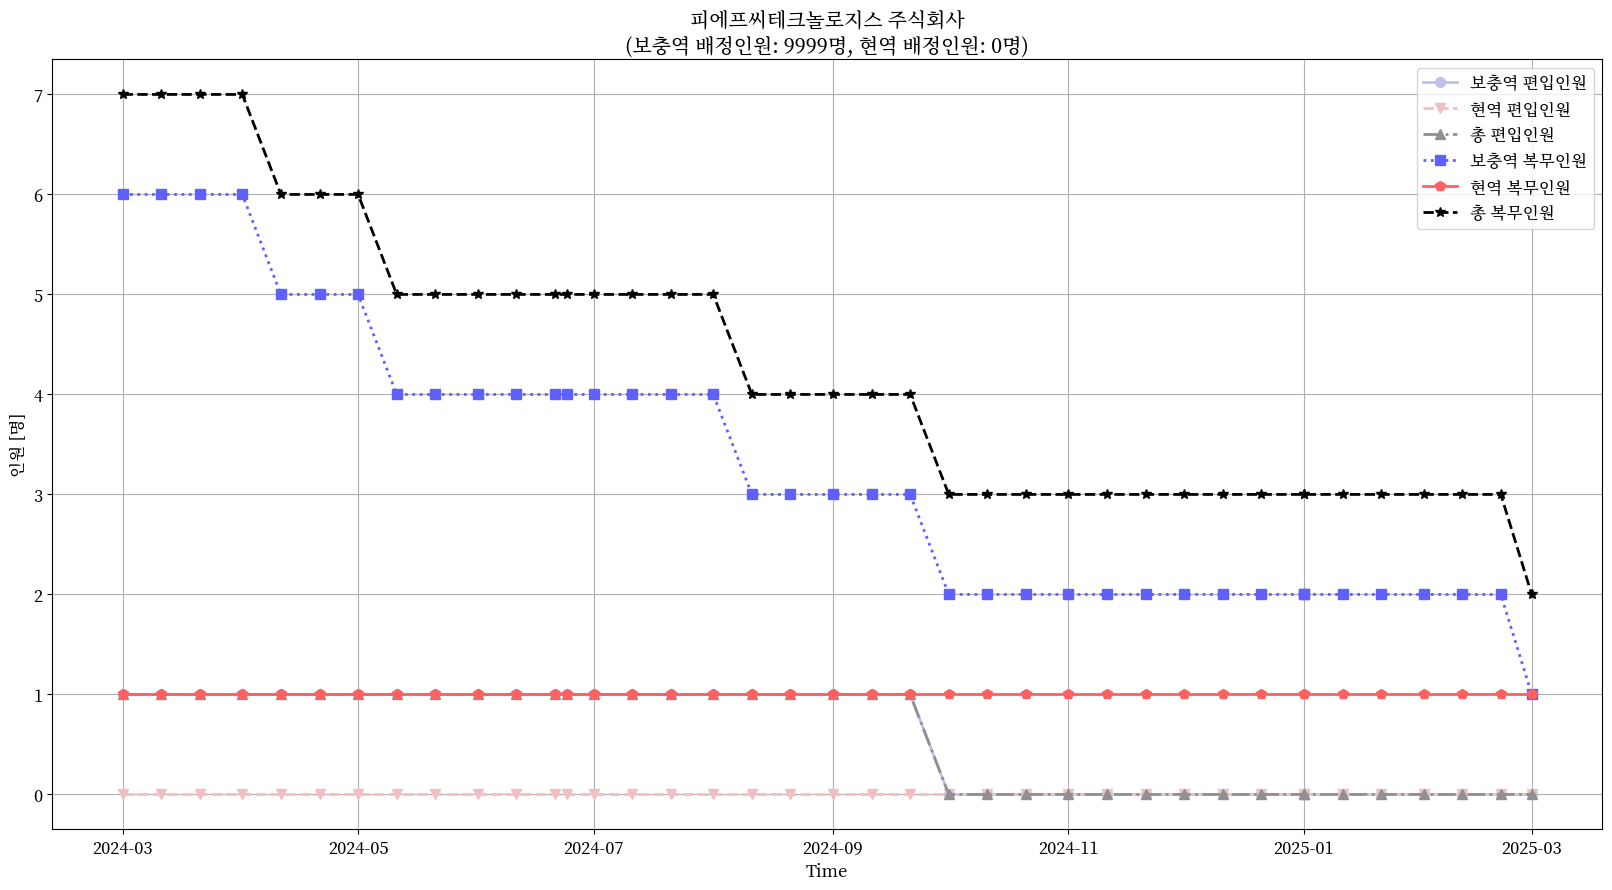 피에프씨테크놀로지스 주식회사
(보충역 배정인원: 9999명, 현역 배정인원: 0명)
보충역 편입인원
현역 편입인원
총 편입인원
보충역 복무인원
현역 복무인원
총 복무인원
인원 [명]
7
6
5
4
3
2
1
0
2024-03
2024-05
2024-07
2024-09
2024-11
2025-01
2025-03
Time